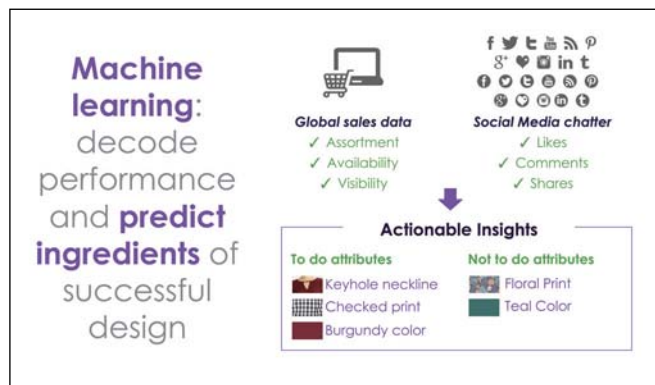 Machine
learning:
decode
performance
and predict
ingredients of
successful
design
Global sales data
✓ Assortment
✓ Availability
✓ Visibility
Social Media chatter
✓ Likes
✓ Comments
✓ Shares
Actionable Insights
To do attributes
Keyhole neckline
Checked print
Burgundy color
Not to do attributes
Floral Print
Teal Color